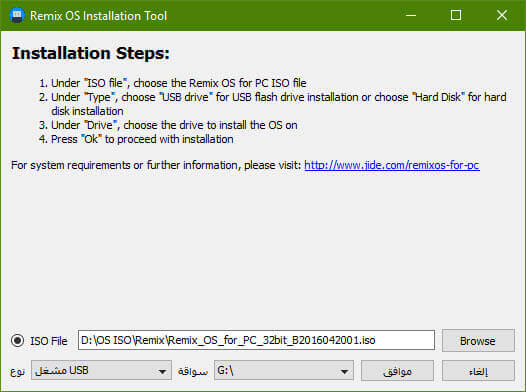 Remix OS Installation Tool
Installation Steps:
1. Under "ISO file", choose the Remix OS for PC ISO file
2. Under "Type", choose "USB drive" for USB flash drive installation or choose "Hard Disk" for hard
disk installation
3. Under "Drive", choose the drive to install the OS on
4. Press "Ok" to proceed with installation
For system requirements or further information, please visit: http://www.jide.com/remixos-for-pc
ISO File D:\OS ISO\Remix\Remix_OS_for_PC_32bit_B2016042001.iso Browse
نوع مشغل USB سواقة G:\ موافق إلغاء